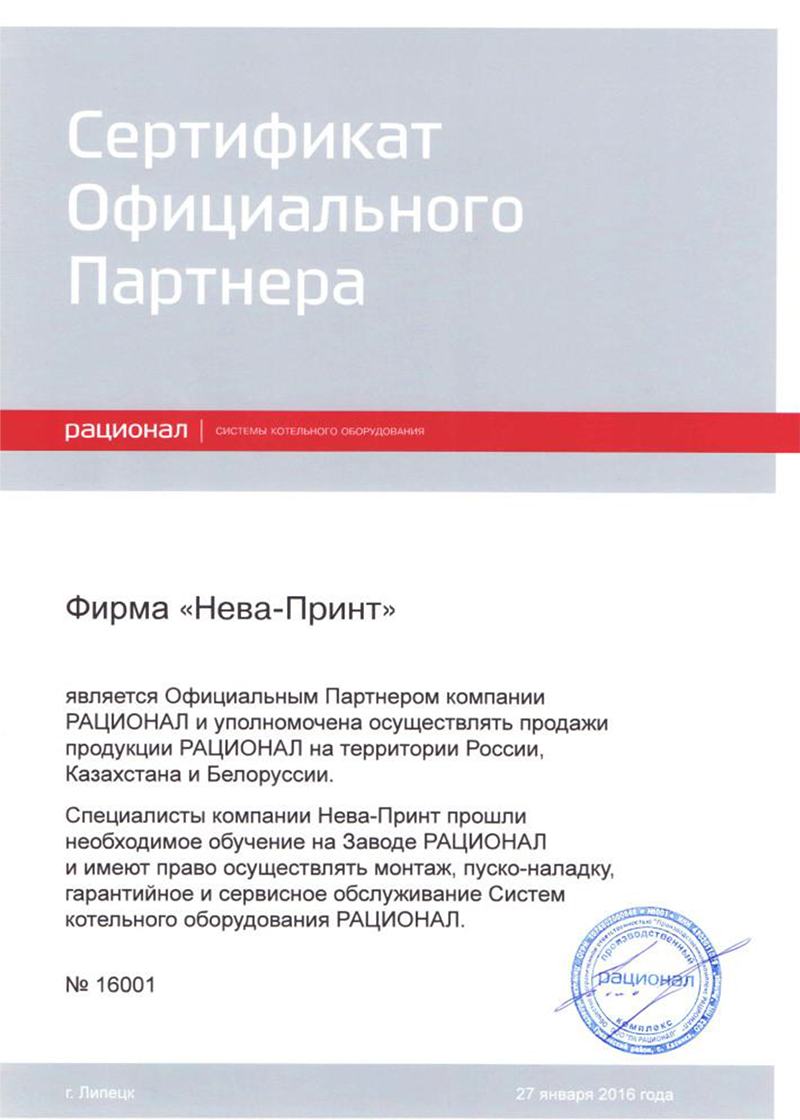 Сертификат
Официального
Партнера
рационал | СИСТЕМЫ КОТЕЛЬНОГО ОБОРУДОВАНИЯ
Фирма «Нева-Принт»
является Официальным Партнером компании
РАЦИОНАЛ и уполномочена осуществлять продажи
продукции РАЦИОНАЛ на территории России,
Казахстана и Белоруссии.
Специалисты компании Нева-Принт прошли
необходимое обучение на Заводе РАЦИОНАЛ
и имеют право осуществлять монтаж, пуско-наладку,
гарантийное и сервисное обслуживание Систем
котельного оборудования РАЦИОНАЛ.
производственный
рационал
комплекс
№ 16001
г. Липецк
27 января 2016 года